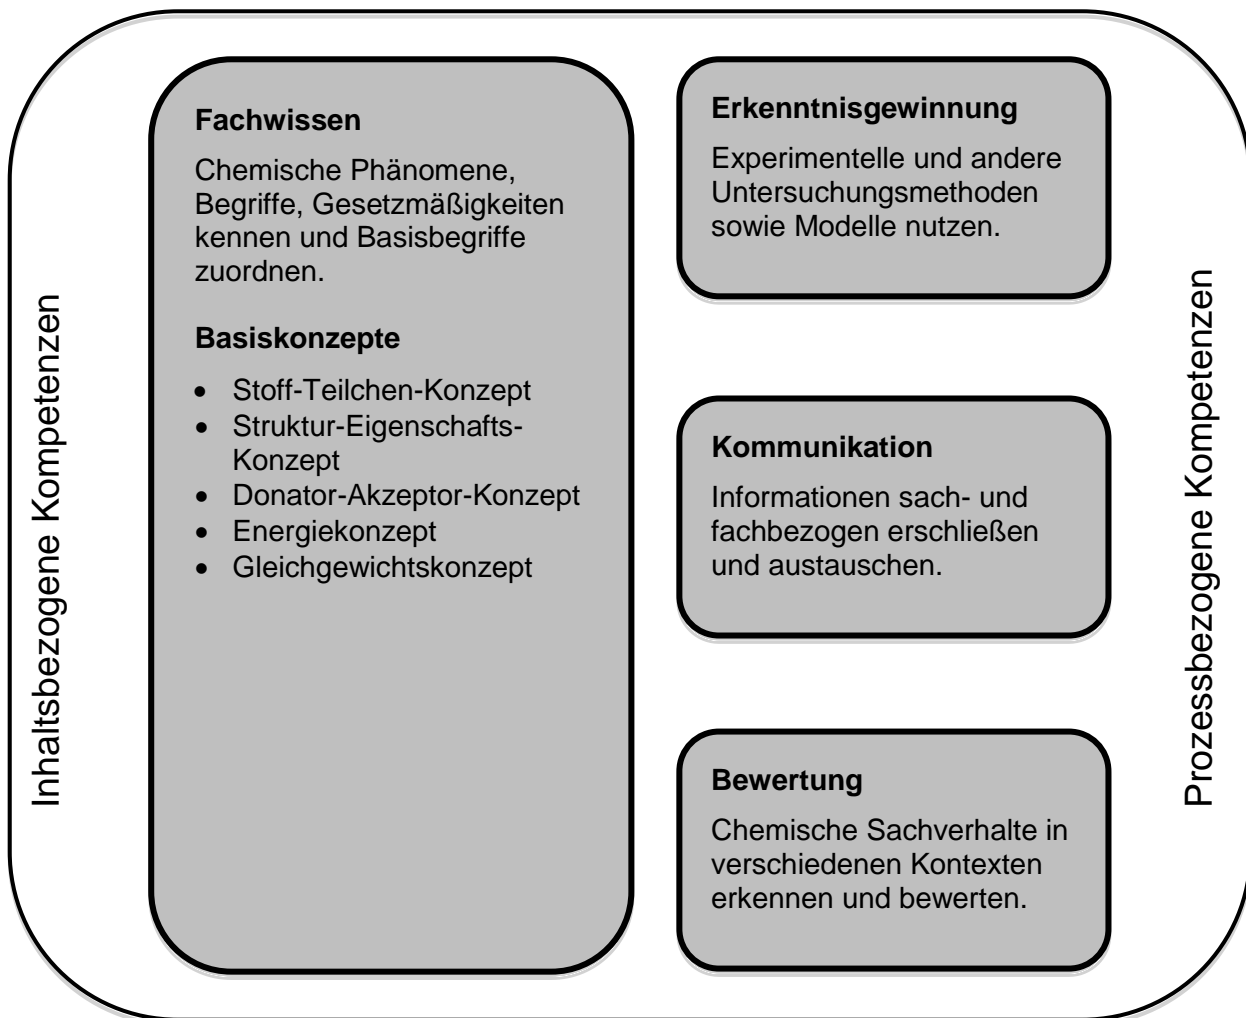 Inhaltsbezogene Kompetenzen
Fachwissen
Chemische Phänomene,
Begriffe, Gesetzmäßigkeiten
kennen und Basisbegriffe
zuordnen.
Basiskonzepte
• Stoff-Teilchen-Konzept
• Struktur-Eigenschafts-
Konzept
• Donator-Akzeptor-Konzept
• Energiekonzept
• Gleichgewichtskonzept
Erkenntnisgewinnung
Experimentelle und andere
Untersuchungsmethoden
sowie Modelle nutzen.
Kommunikation
Informationen sach- und
fachbezogen erschließen
und austauschen.
Bewertung
Chemische Sachverhalte in
verschiedenen Kontexten
erkennen und bewerten.
Prozessbezogene Kompetenzen